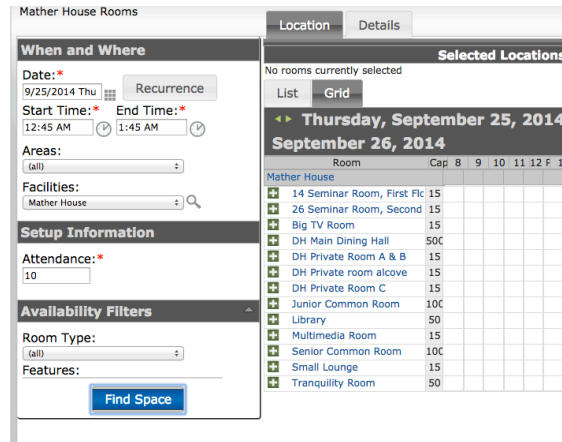 Mather House Rooms
When and Where
Date:*
9/25/2014 Thu
Recurrence
Start Time:* End Time:*
12:45 AM 1:45 AM
Areas:
(all)
Facilities:
Mather House
Setup Information
Attendance:*
10
Availability Filters
Room Type:
(all)
Features:
Find Space
Location Details
Selected Locations
No rooms currently selected
List Grid
Thursday, September 25, 2014
September 26, 2014
Room Cap 8 9 10 11 12 P 1
Mather House
14 Seminar Room, First Flc 15
26 Seminar Room, Second 15
Big TV Room 15
DH Main Dining Hall 500
DH Private Room A & B 15
DH Private room alcove 15
DH Private Room C 15
Junior Common Room 100
Library 50
Multimedia Room 15
Senior Common Room 100
Small Lounge 15
Tranquility Room 50